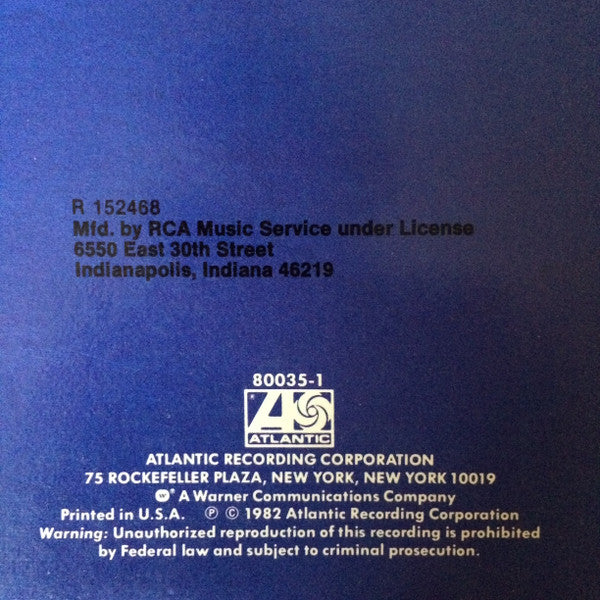 R 152468
Mfd. by RCA Music Service under License
6550 East 30th Street
Indianapolis, Indiana 46219
80035-1
ATLANTIC
ATLANTIC RECORDING CORPORATION
75 ROCKEFELLER PLAZA, NEW YORK, NEW YORK 10019
A Warner Communications Company
Printed in U.S.A. ℗ © 1982 Atlantic Recording Corporation
Warning: Unauthorized reproduction of this recording is prohibited
by Federal law and subject to criminal prosecution.